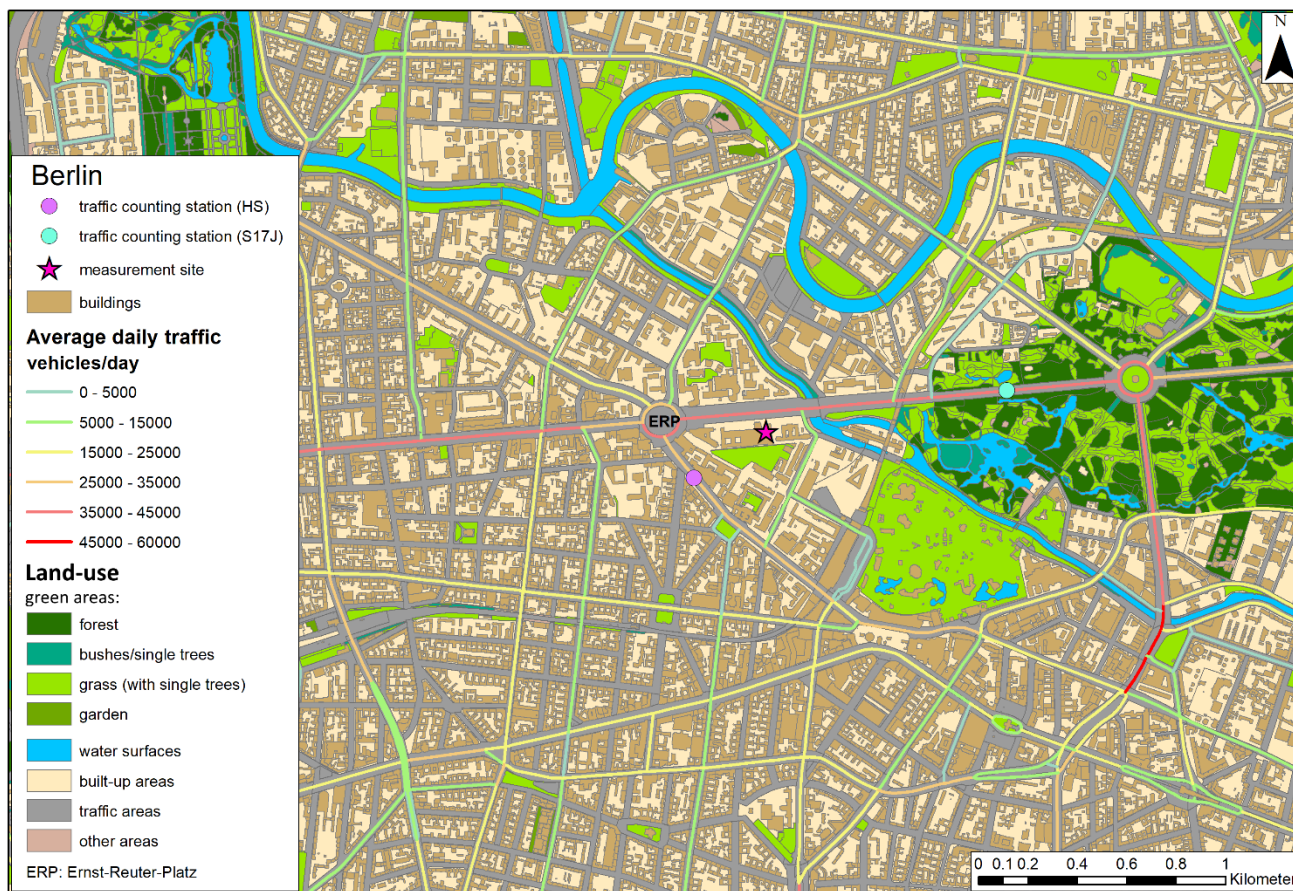 N
Berlin
traffic counting station (HS)
traffic counting station (S17J)
measurement site
buildings
Average daily traffic
vehicles/day
0 - 5000
5000 - 15000
15000 - 25000
25000 - 35000
35000 - 45000
45000 - 60000
Land-use
green areas:
forest
bushes/single trees
grass (with single trees)
garden
water surfaces
built-up areas
traffic areas
other areas
ERP: Ernst-Reuter-Platz
ERP
0 0.1 0.2 0.4 0.6 0.8 1
Kilometer